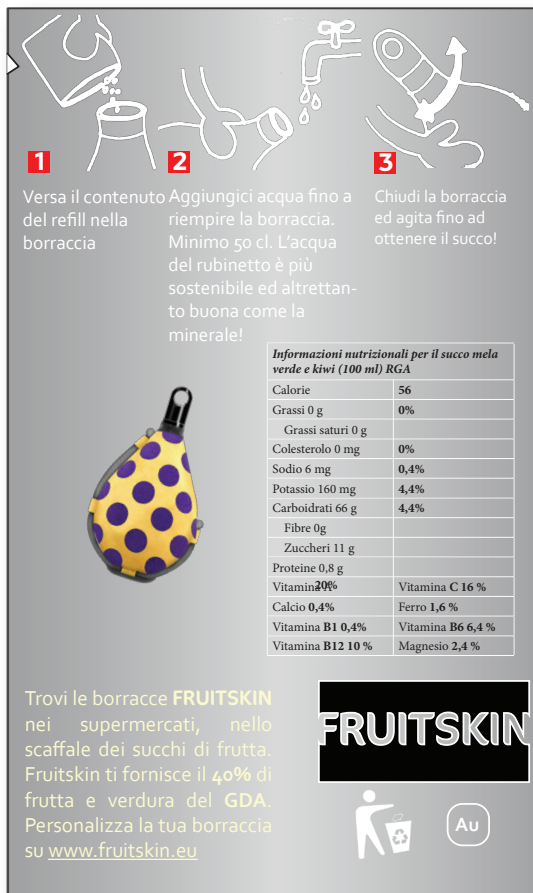 1
Versa il contenuto
del refill nella
borraccia
2
Aggiungici acqua fino a
riempire la borraccia.
Minimo 50 cl. L'acqua
del rubinetto è più
sostenibile ed altrettan-
to buona come la
minerale!
3
Chiudi la borraccia
ed agita fino ad
ottenere il succo!
Informazioni nutrizionali per il succo mela
verde e kiwi (100 ml) RGA
Calorie 56
Grassi 0 g 0%
Grassi saturi 0 g
Colesterolo 0 mg 0%
Sodio 6 mg 0,4%
Potassio 160 mg 4,4%
Carboidrati 66 g 4,4%
Fibre 0g
Zuccheri 11 g
Proteine 0,8 g
Vitamina A 20% Vitamina C 16 %
Calcio 0,4% Ferro 1,6 %
Vitamina B1 0,4% Vitamina B6 6,4 %
Vitamina B12 10 % Magnesio 2,4 %
Trovi le borracce FRUITSKIN
nei supermercati, nello
scaffale dei succhi di frutta.
Fruitskin ti fornisce il 40% di
frutta e verdura del GDA.
Personalizza la tua borraccia
su www.fruitskin.eu
FRUITSKIN
Au